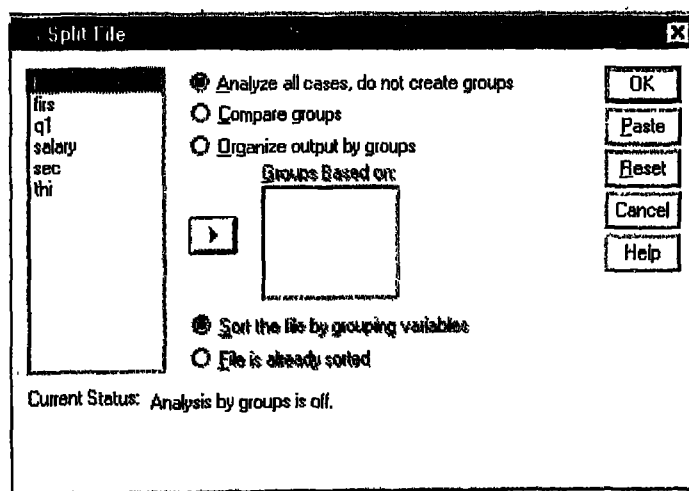 Split File
Analyze all cases, do not create groups
Compare groups
Organize output by groups
Groups Based on:
firs
q1
salary
sec
thi
Sort the file by grouping variables
File is already sorted
OK
Paste
Reset
Cancel
Help
Current Status: Analysis by groups is off.